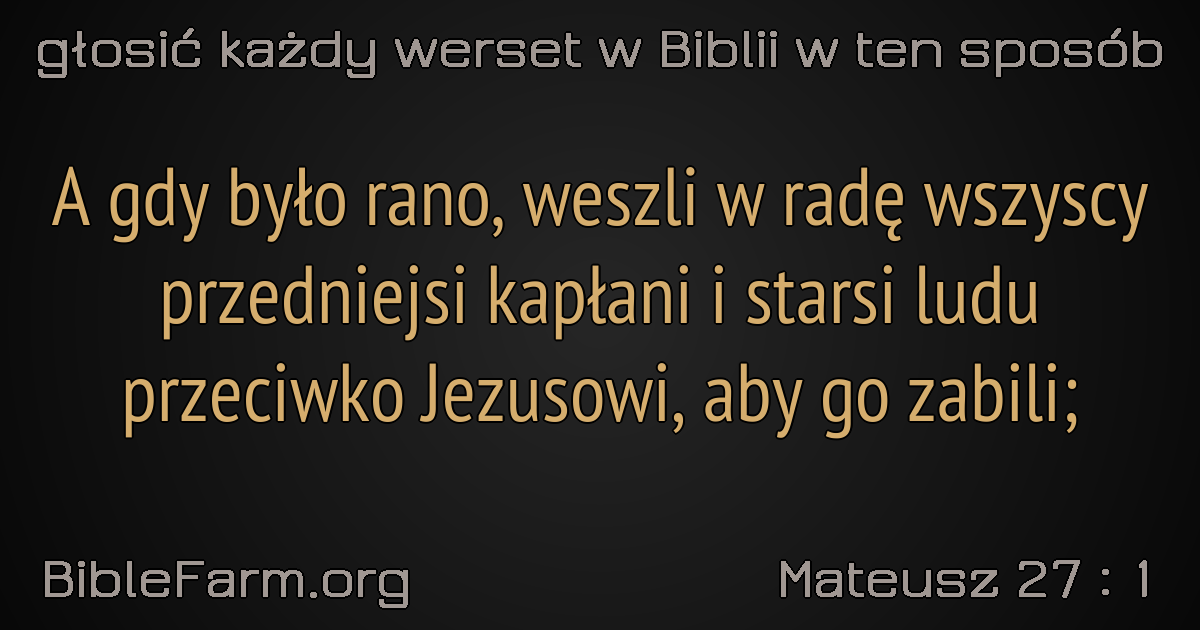 głosić każdy werset w Biblii w ten sposób
A gdy było rano, weszli w radę wszyscy
przedniejsi kapłani i starsi ludu
przeciwko Jezusowi, aby go zabili;
BibleFarm.org
Mateusz 27 : 1